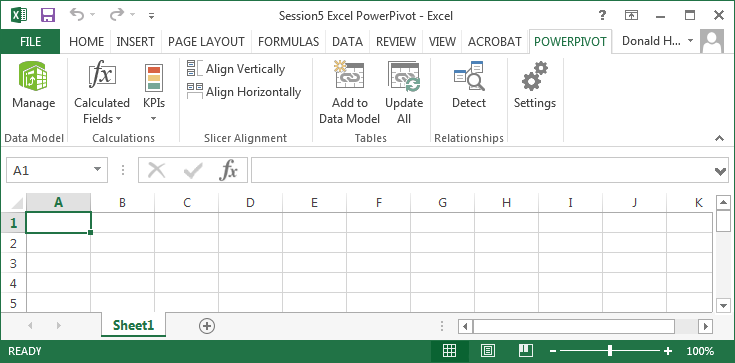 Session5 Excel PowerPivot - Excel
FILE HOME INSERT PAGE LAYOUT FORMULAS DATA REVIEW VIEW ACROBAT POWERPIVOT Donald H...
Manage
Data Model
Calculated
Fields
KPIs
Calculations
Align Vertically
Align Horizontally
Slicer Alignment
Add to
Data Model
Update
All
Tables
Detect
Relationships
Settings
A1 fx
A B C D E F G H I J K
1
2
3
4
5
Sheet1
READY 100%